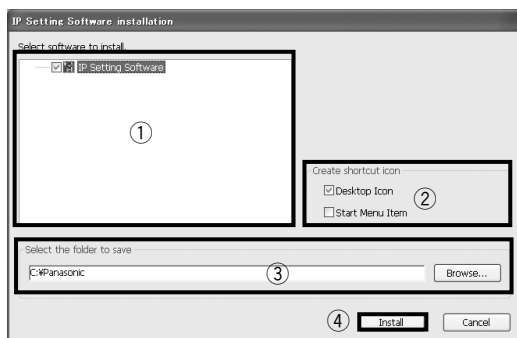 IP Setting Software installation
Select software to install.
IP Setting Software
①
Create shortcut icon
Desktop Icon
②
Start Menu Item
Select the folder to save
C:¥Panasonic
③
Browse...
④
Install
Cancel